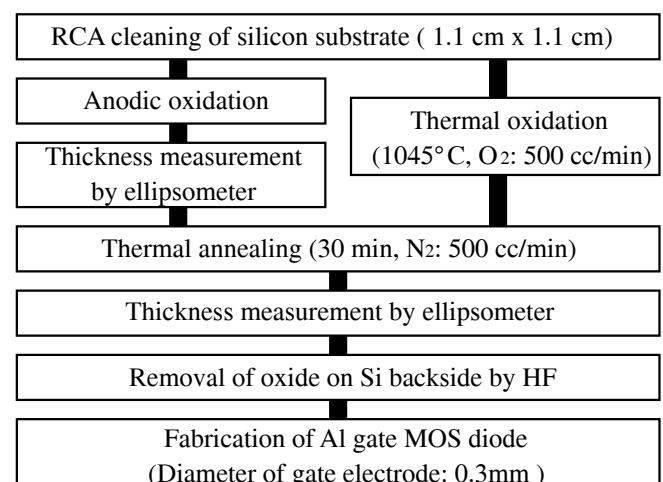 RCA cleaning of silicon substrate ( 1.1 cm x 1.1 cm)
Anodic oxidation
Thickness measurement
by ellipsometer
Thermal oxidation
(1045°C, O2: 500 cc/min)
Thermal annealing (30 min, N2: 500 cc/min)
Thickness measurement by ellipsometer
Removal of oxide on Si backside by HF
Fabrication of Al gate MOS diode
(Diameter of gate electrode: 0.3mm )